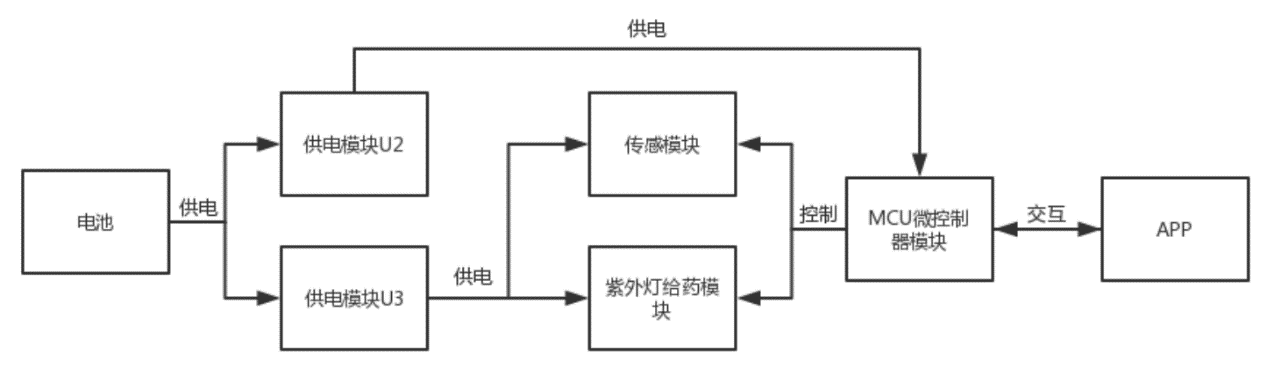 供电
供电模块U2
传感模块
电池
供电
控制
MCU微控制
器模块
交互
APP
供电模块U3
供电
紫外灯给药模
块